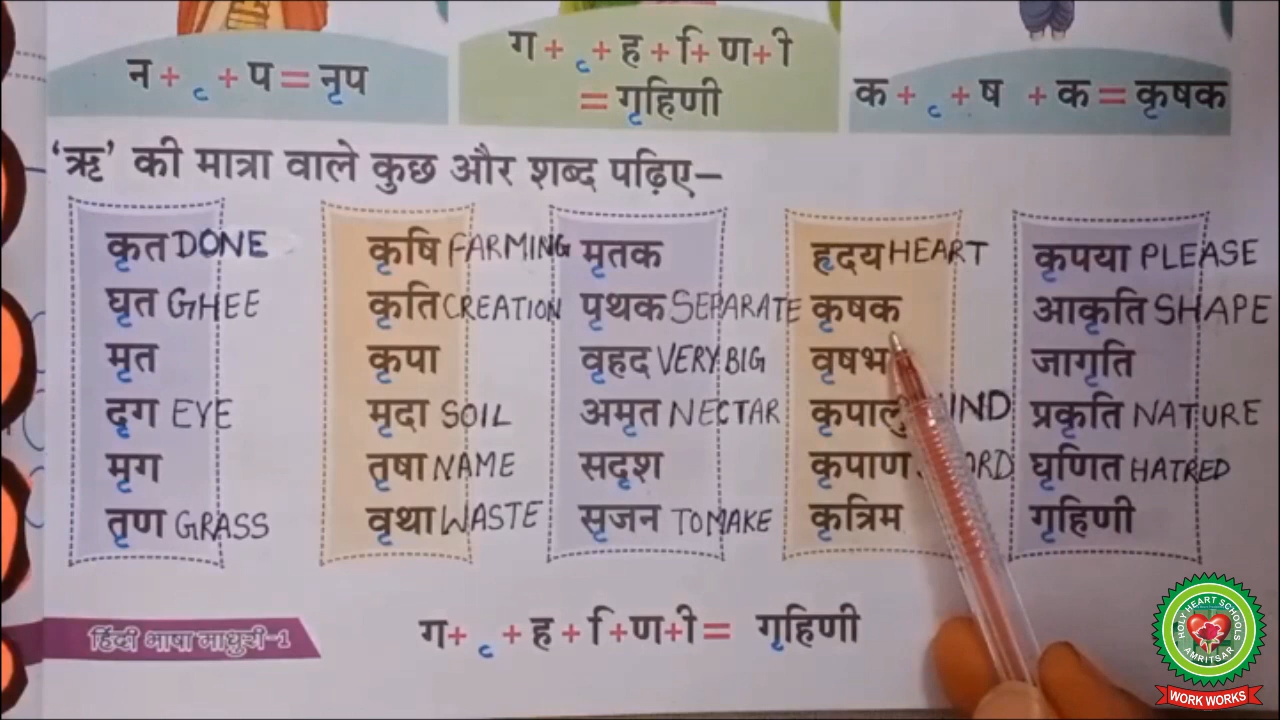 न + ृ + प = नृप
ग + ृ + ह + ि + ण + ी
= गृहिणी
क + ृ + ष + क = कृषक
‘ऋ’ की मात्रा वाले कुछ और शब्द पढ़िए–
कृत DONE
घृत GHEE
मृत
दृग EYE
मृग
तृण GRASS
कृषि FARMING
कृति CREATION
कृपा
मृदा SOIL
तृषा NAME
वृथा WASTE
मृतक
पृथक SEPARATE
वृहद VERY BIG
अमृत NECTAR
सदृश
सृजन TO MAKE
हृदय HEART
कृषक
वृषभ
कृपालु
कृपाण
कृत्रिम
कृपया PLEASE
आकृति SHAPE
जागृति
प्रकृति NATURE
घृणित HATRED
गृहिणी
ग + ृ + ह + ि + ण + ी = गृहिणी
हिंदी भाषा माधुरी-1
HOLY HEART SCHOOLS
AMRITSAR
WORK WORKS